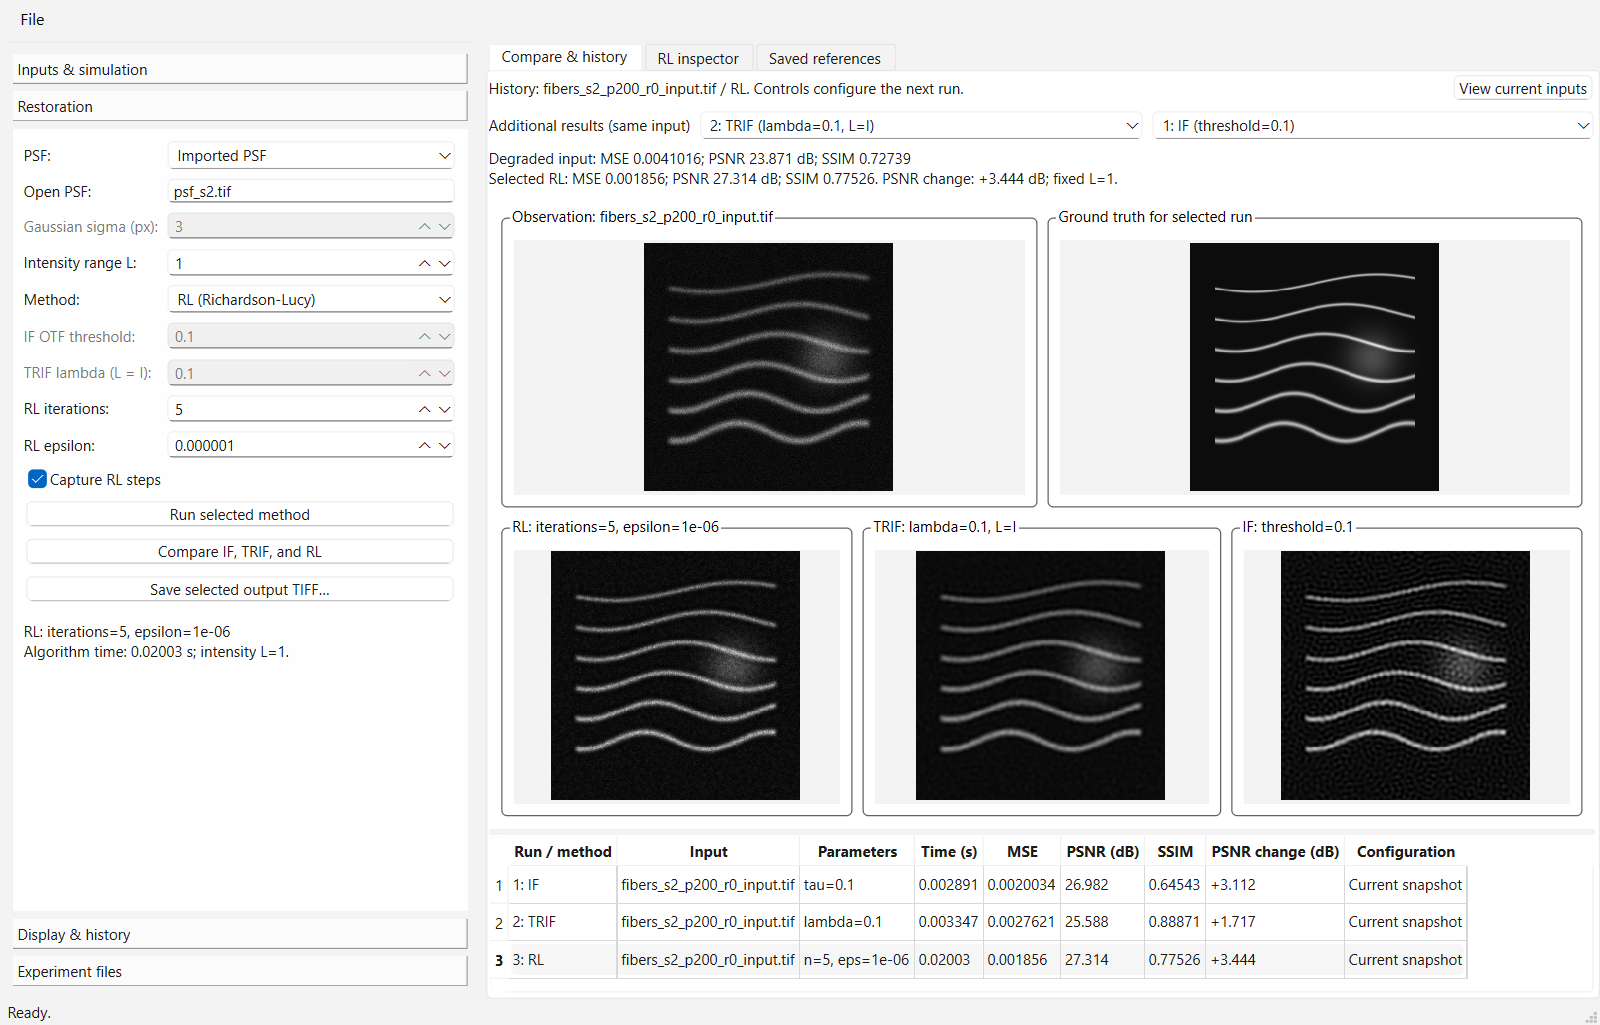 File
Inputs & simulation
Restoration
PSF:
Imported PSF
Open PSF:
psf_s2.tif
Gaussian sigma (px):
3
Intensity range L:
1
Method:
RL (Richardson-Lucy)
IF OTF threshold:
0.1
TRIF lambda (L = I):
0.1
RL iterations:
5
RL epsilon:
0.000001
Capture RL steps
Run selected method
Compare IF, TRIF, and RL
Save selected output TIFF...
RL: iterations=5, epsilon=1e-06
Algorithm time: 0.02003 s; intensity L=1.
Display & history
Experiment files
Ready.
Compare & history
RL inspector
Saved references
History: fibers_s2_p200_r0_input.tif / RL. Controls configure the next run.
View current inputs
Additional results (same input)
2: TRIF (lambda=0.1, L=I)
1: IF (threshold=0.1)
Degraded input: MSE 0.0041016; PSNR 23.871 dB; SSIM 0.72739
Selected RL: MSE 0.001856; PSNR 27.314 dB; SSIM 0.77526. PSNR change: +3.444 dB; fixed L=1.
Observation: fibers_s2_p200_r0_input.tif
Ground truth for selected run
RL: iterations=5, epsilon=1e-06
TRIF: lambda=0.1, L=I
IF: threshold=0.1
Run / method Input Parameters Time (s) MSE PSNR (dB) SSIM PSNR change (dB) Configuration
1 1: IF fibers_s2_p200_r0_input.tif tau=0.1 0.002891 0.0020034 26.982 0.64543 +3.112 Current snapshot
2 2: TRIF fibers_s2_p200_r0_input.tif lambda=0.1 0.003347 0.0027621 25.588 0.88871 +1.717 Current snapshot
3 3: RL fibers_s2_p200_r0_input.tif n=5, eps=1e-06 0.02003 0.001856 27.314 0.77526 +3.444 Current snapshot